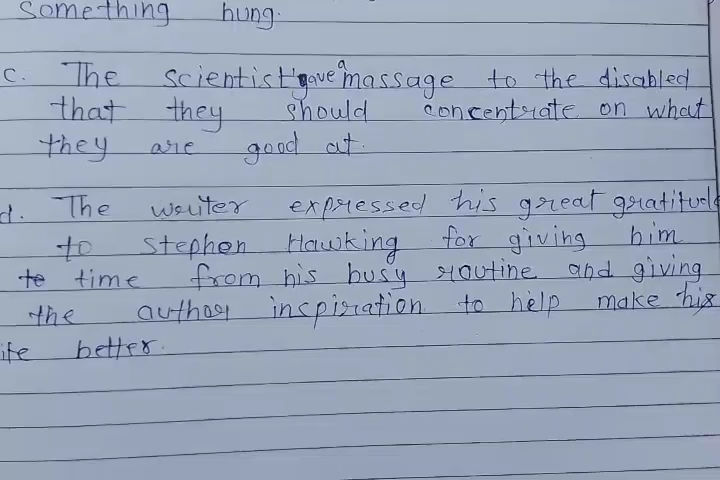 something hung.
c. The scientist gave a massage to the disabled
that they should concentrate on what
they are good at.
d. The writer expressed his great gratitude
to Stephen Hawking for giving him
time from his busy routine and giving
the author inspiration to help make his
life better.